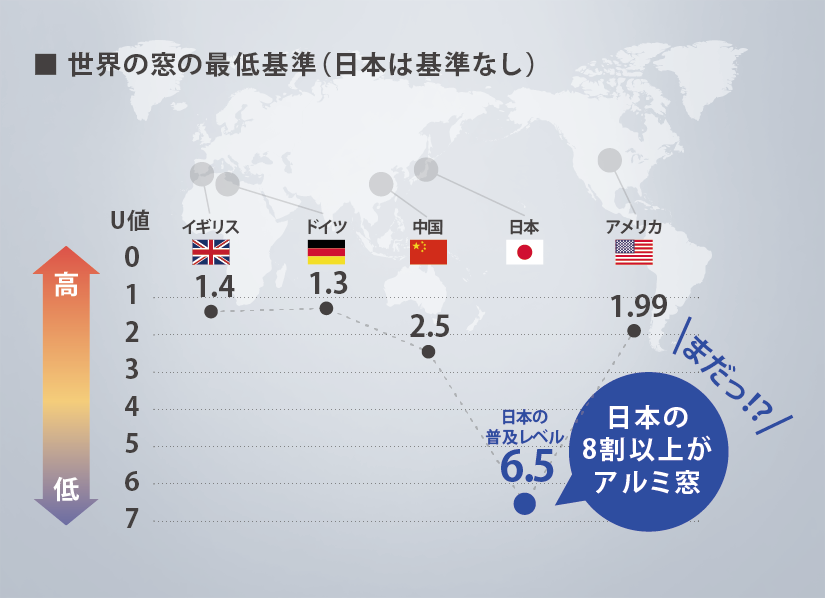 ■ 世界の窓の最低基準（日本は基準なし）
U値
イギリス
ドイツ
中国
日本
アメリカ
0
高
1
1.4
1.3
2.5
1.99
2
3
4
5
6
7
低
まだっ!?
日本の
普及レベル
6.5
日本の
8割以上が
アルミ窓